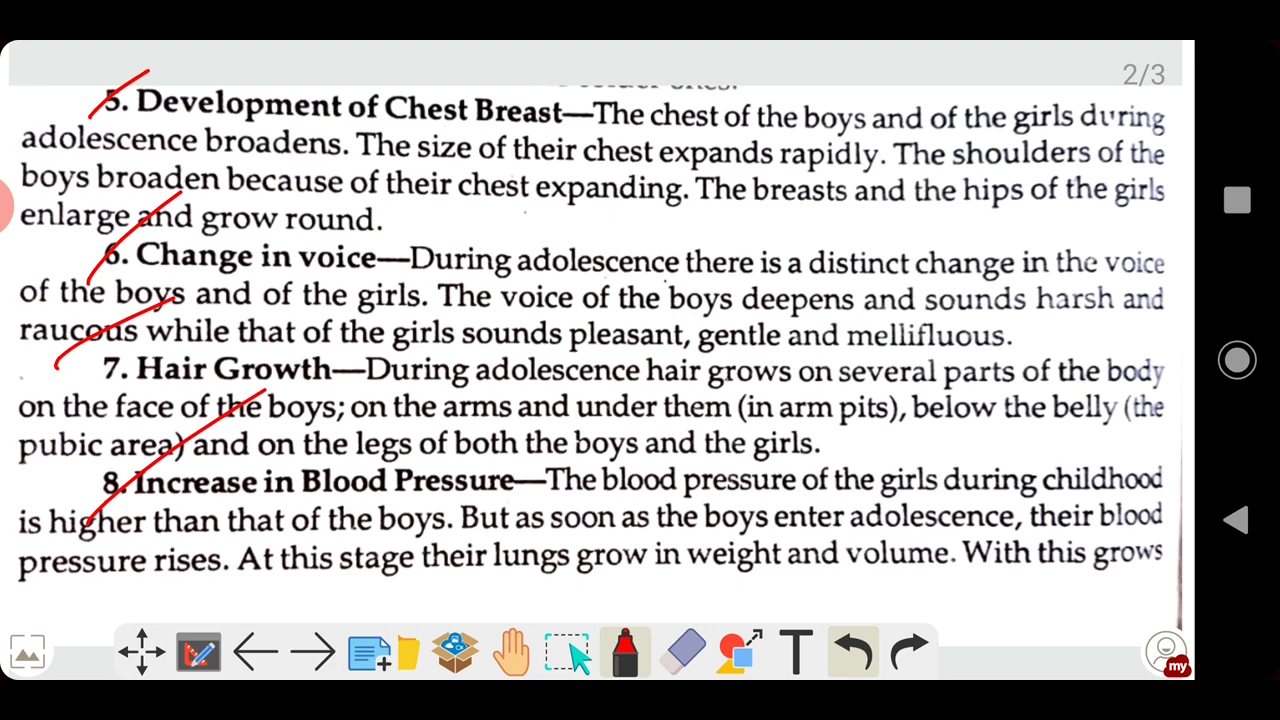 2/3
5. Development of Chest Breast—The chest of the boys and of the girls during
adolescence broadens. The size of their chest expands rapidly. The shoulders of the
boys broaden because of their chest expanding. The breasts and the hips of the girls
enlarge and grow round.
6. Change in voice—During adolescence there is a distinct change in the voice
of the boys and of the girls. The voice of the boys deepens and sounds harsh and
raucous while that of the girls sounds pleasant, gentle and mellifluous.
7. Hair Growth—During adolescence hair grows on several parts of the body
on the face of the boys; on the arms and under them (in arm pits), below the belly (the
pubic area) and on the legs of both the boys and the girls.
8. Increase in Blood Pressure—The blood pressure of the girls during childhood
is higher than that of the boys. But as soon as the boys enter adolescence, their blood
pressure rises. At this stage their lungs grow in weight and volume. With this grows
T
my